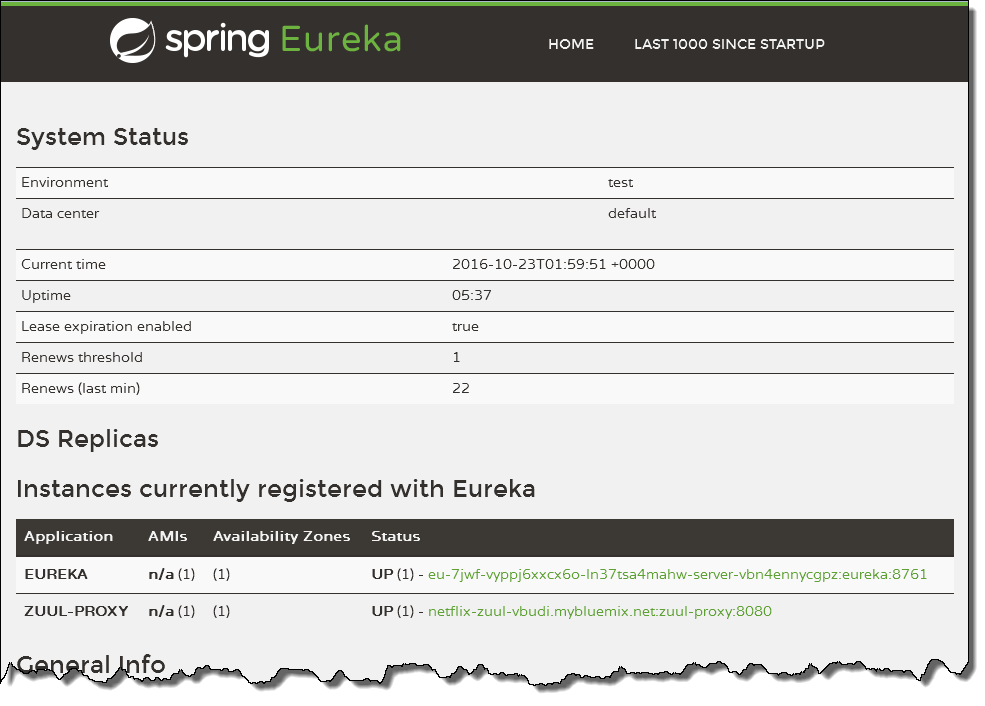 spring Eureka
HOME LAST 1000 SINCE STARTUP
System Status
Environment test
Data center default
Current time 2016-10-23T01:59:51 +0000
Uptime 05:37
Lease expiration enabled true
Renews threshold 1
Renews (last min) 22
DS Replicas
Instances currently registered with Eureka
Application AMIs Availability Zones Status
EUREKA n/a (1) (1) UP (1) - eu-7jwf-vyppj6xxcx6o-ln37tsa4mahw-server-vbn4ennycgpz:eureka:8761
ZUUL-PROXY n/a (1) (1) UP (1) - netflix-zuul-vbudi.mybluemix.net:zuul-proxy:8080
General Info